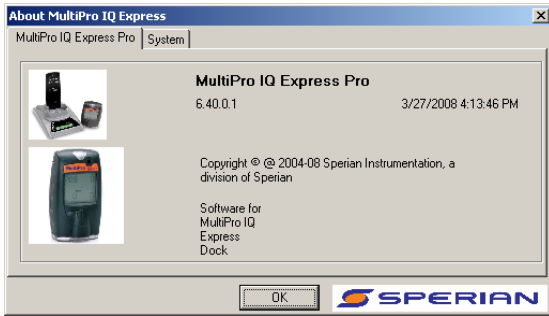 About MultiPro IQ Express
MultiPro IQ Express Pro
System
MultiPro IQ Express Pro
6.40.0.1 3/27/2008 4:13:46 PM
Copyright © @ 2004-08 Sperian Instrumentation, a
division of Sperian
Software for
MultiPro IQ
Express
Dock
OK
SPERIAN